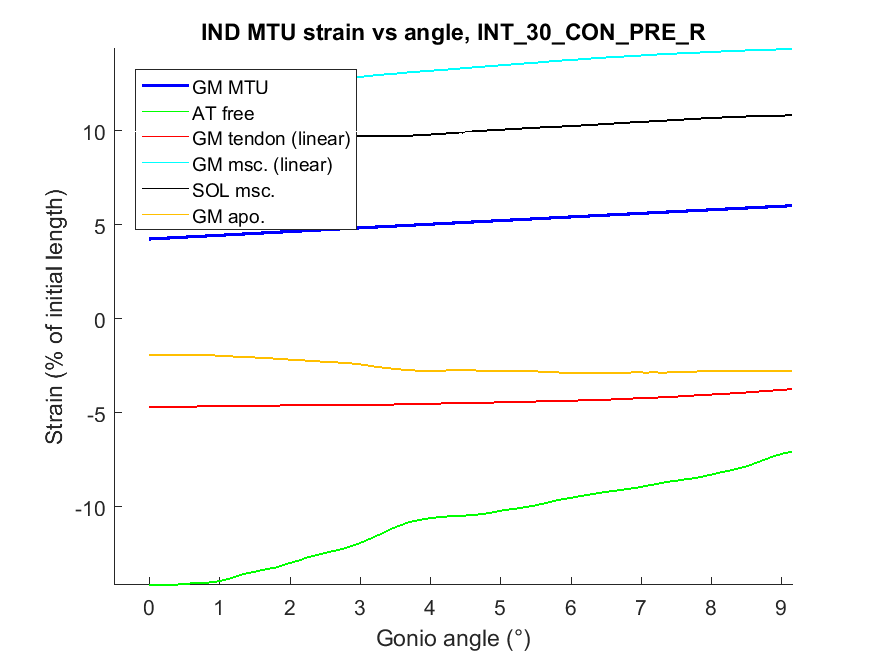 IND MTU strain vs angle, INT_30_CON_PRE_R
GM MTU
AT free
GM tendon (linear)
GM msc. (linear)
SOL msc.
GM apo.
10
5
0
-5
-10
Strain (% of initial length)
0 1 2 3 4 5 6 7 8 9
Gonio angle (°)